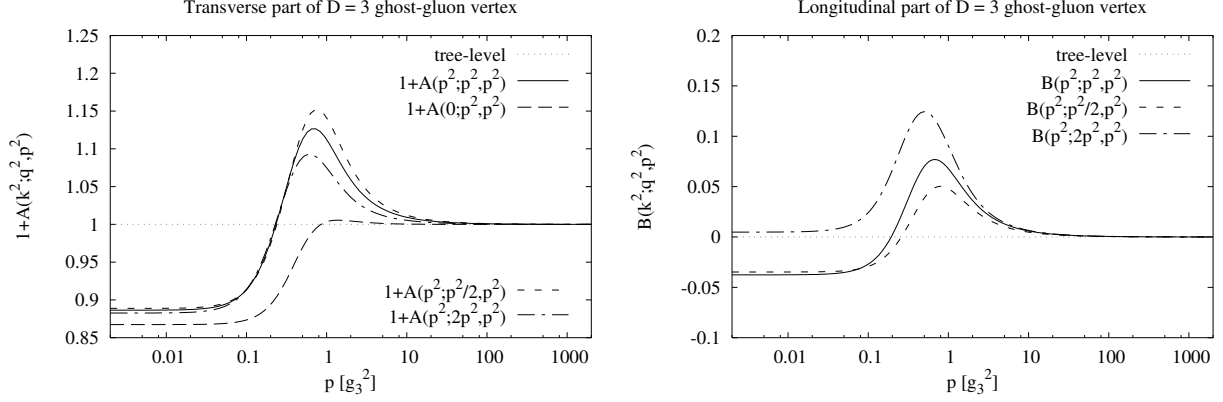 Transverse part of D = 3 ghost-gluon vertex
1+A(k²;q²,p²)
1.25
1.2
1.15
1.1
1.05
1
0.95
0.9
0.85
tree-level
1+A(p²;p²,p²)
1+A(0;p²,p²)
1+A(p²;p²/2,p²)
1+A(p²;2p²,p²)
0.01 0.1 1 10 100 1000
p [g₃²]
Longitudinal part of D = 3 ghost-gluon vertex
B(k²;q²,p²)
0.2
0.15
0.1
0.05
0
-0.05
-0.1
tree-level
B(p²;p²,p²)
B(p²;p²/2,p²)
B(p²;2p²,p²)
0.01 0.1 1 10 100 1000
p [g₃²]